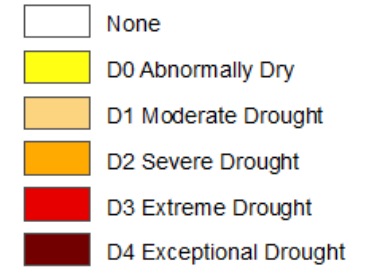 None
D0 Abnormally Dry
D1 Moderate Drought
D2 Severe Drought
D3 Extreme Drought
D4 Exceptional Drought